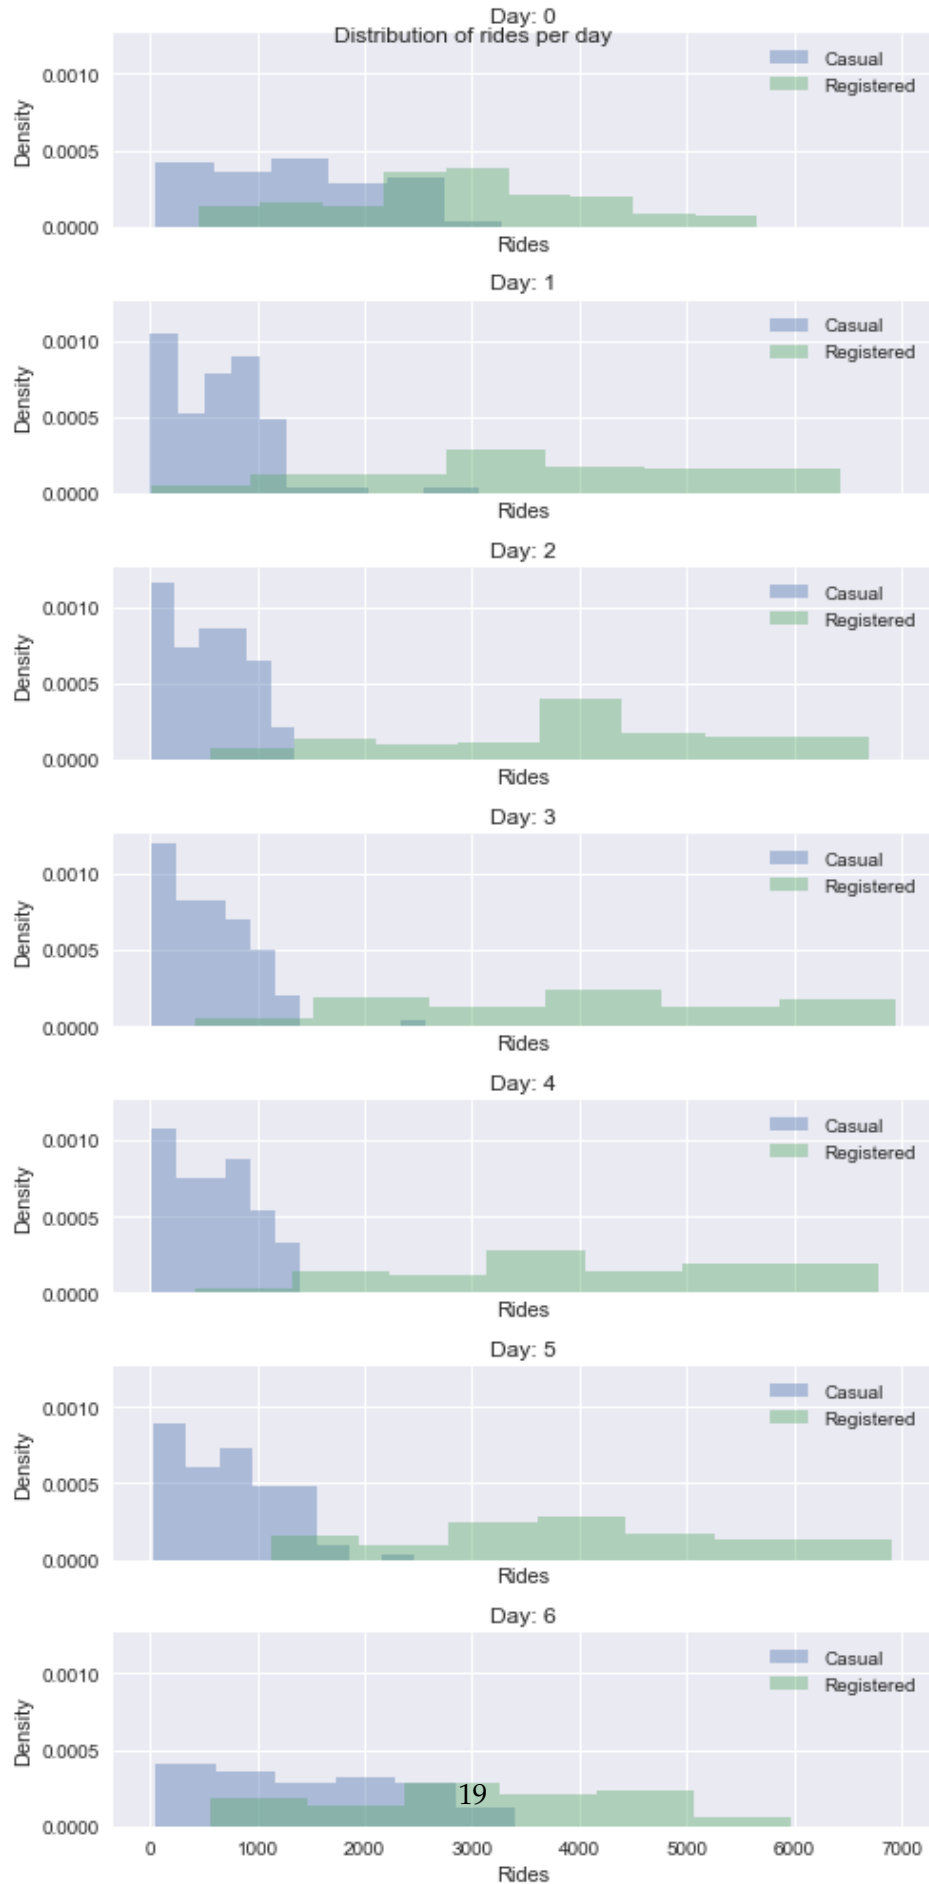 Day: 0
Distribution of rides per day
Casual
Registered
0.0010
0.0005
0.0000
Density
Rides
Day: 1
Casual
Registered
0.0010
0.0005
0.0000
Density
Rides
Day: 2
Casual
Registered
0.0010
0.0005
0.0000
Density
Rides
Day: 3
Casual
Registered
0.0010
0.0005
0.0000
Density
Rides
Day: 4
Casual
Registered
0.0010
0.0005
0.0000
Density
Rides
Day: 5
Casual
Registered
0.0010
0.0005
0.0000
Density
Rides
Day: 6
Casual
Registered
0.0010
0.0005
0.0000
Density
19
0 1000 2000 3000 4000 5000 6000 7000
Rides